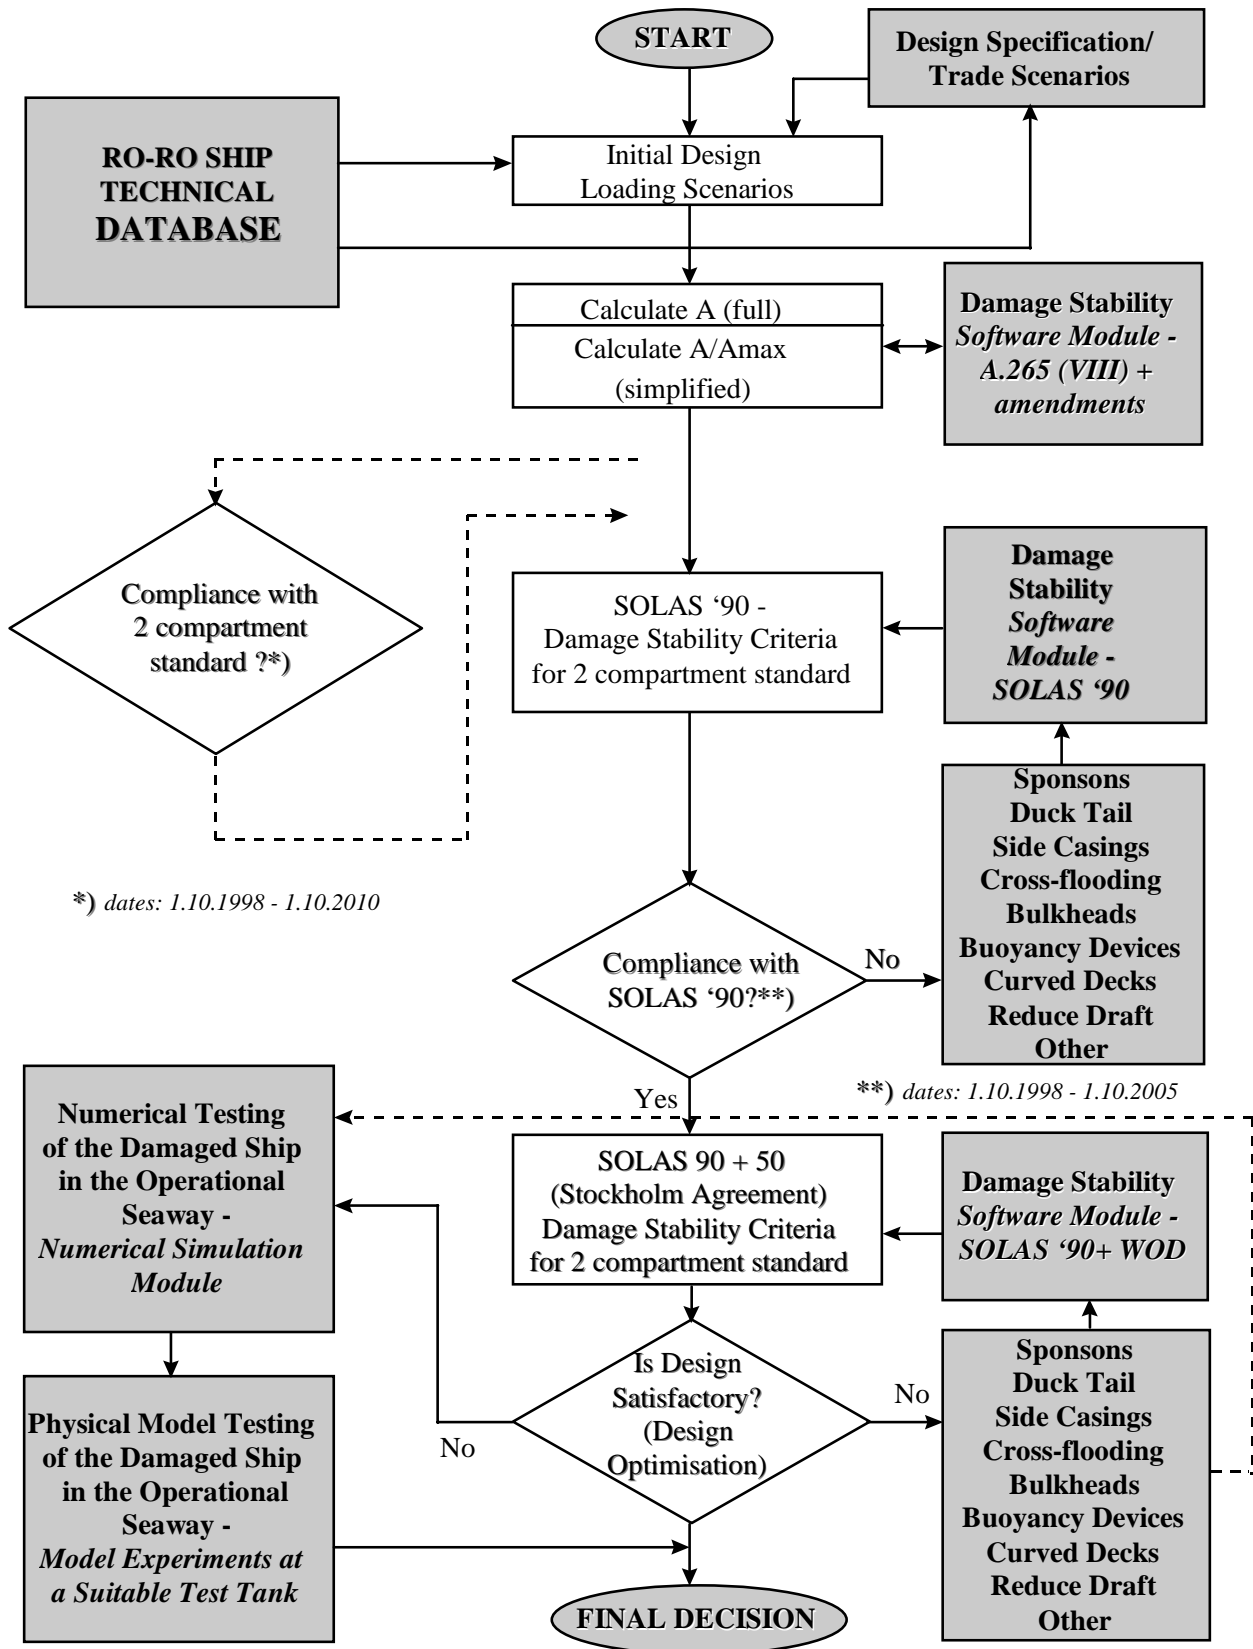 START
Design Specification/
Trade Scenarios
RO-RO SHIP
TECHNICAL
DATABASE
Initial Design
Loading Scenarios
Calculate A (full)
Calculate A/Amax
(simplified)
Damage Stability
Software Module -
A.265 (VIII) +
amendments
Compliance with
2 compartment
standard ?*)
SOLAS ‘90 -
Damage Stability Criteria
for 2 compartment standard
Damage
Stability
Software
Module -
SOLAS ‘90
Sponsons
Duck Tail
Side Casings
Cross-flooding
Bulkheads
Buoyancy Devices
Curved Decks
Reduce Draft
Other
*) dates: 1.10.1998 - 1.10.2010
Compliance with
SOLAS ‘90?**)
No
Yes
**) dates: 1.10.1998 - 1.10.2005
Numerical Testing
of the Damaged Ship
in the Operational
Seaway -
Numerical Simulation
Module
SOLAS 90 + 50
(Stockholm Agreement)
Damage Stability Criteria
for 2 compartment standard
Damage Stability
Software Module -
SOLAS ‘90+ WOD
Is Design
Satisfactory?
(Design
Optimisation)
No
No
Sponsons
Duck Tail
Side Casings
Cross-flooding
Bulkheads
Buoyancy Devices
Curved Decks
Reduce Draft
Other
Physical Model Testing
of the Damaged Ship
in the Operational
Seaway -
Model Experiments at
a Suitable Test Tank
FINAL DECISION